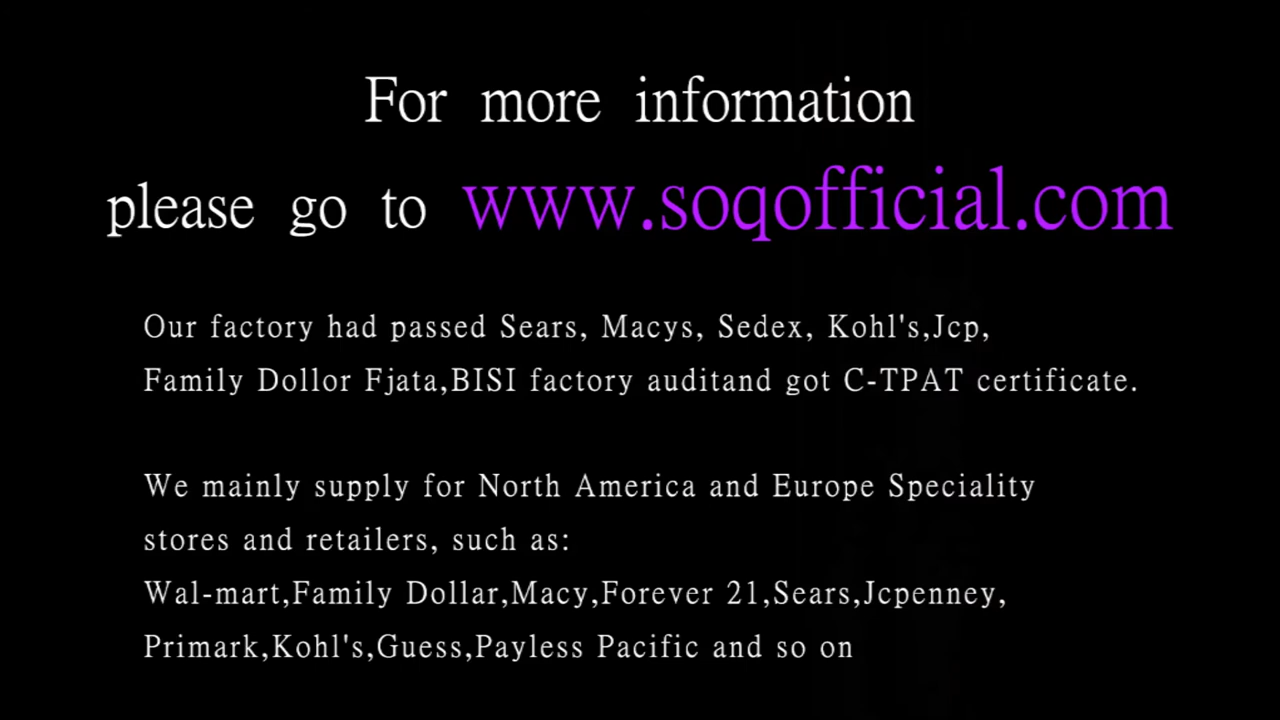 For more information
please go to www.soqofficial.com
Our factory had passed Sears, Macys, Sedex, Kohl's,Jcp,
Family Dollor Fjata,BISI factory auditand got C-TPAT certificate.
We mainly supply for North America and Europe Speciality
stores and retailers, such as:
Wal-mart,Family Dollar,Macy,Forever 21,Sears,Jcpenney,
Primark,Kohl's,Guess,Payless Pacific and so on